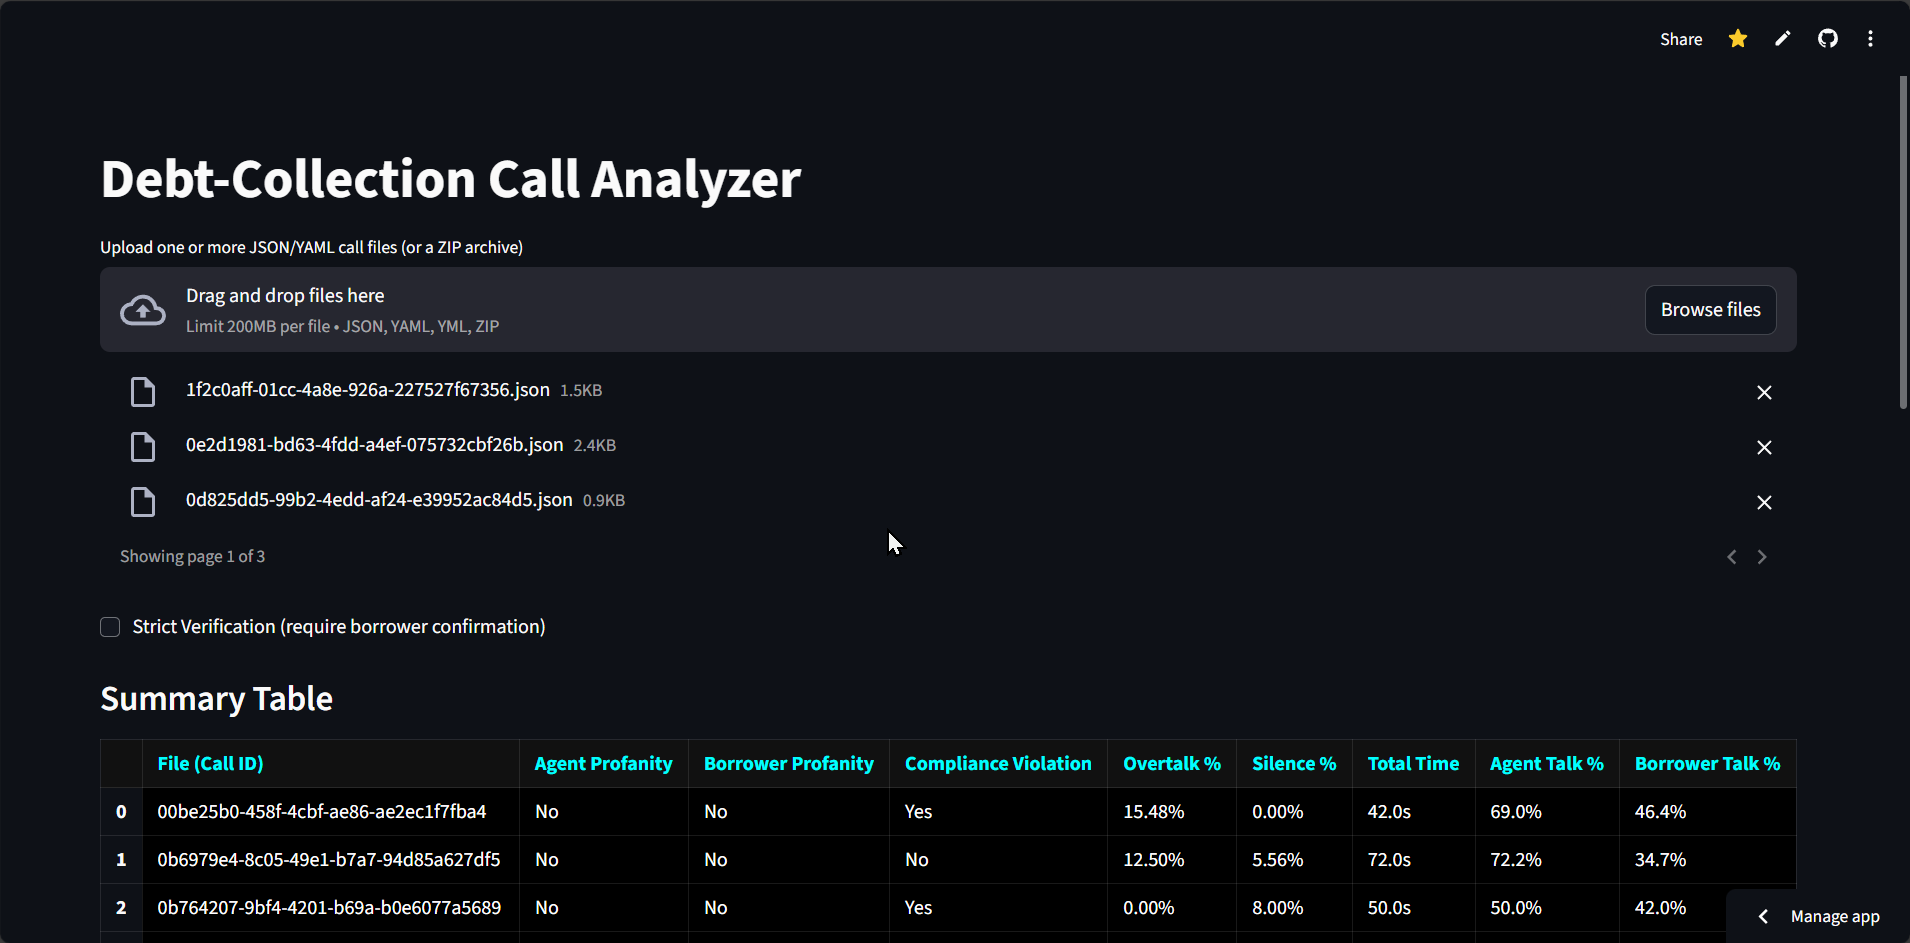 Share
Debt-Collection Call Analyzer
Upload one or more JSON/YAML call files (or a ZIP archive)
Drag and drop files here
Limit 200MB per file • JSON, YAML, YML, ZIP
Browse files
1f2c0aff-01cc-4a8e-926a-227527f67356.json 1.5KB
0e2d1981-bd63-4fdd-a4ef-075732cbf26b.json 2.4KB
0d825dd5-99b2-4edd-af24-e39952ac84d5.json 0.9KB
Showing page 1 of 3
Strict Verification (require borrower confirmation)
Summary Table
File (Call ID) Agent Profanity Borrower Profanity Compliance Violation Overtalk % Silence % Total Time Agent Talk % Borrower Talk %
0 00be25b0-458f-4cbf-ae86-ae2ec1f7fba4 No No Yes 15.48% 0.00% 42.0s 69.0% 46.4%
1 0b6979e4-8c05-49e1-b7a7-94d85a627df5 No No No 12.50% 5.56% 72.0s 72.2% 34.7%
2 0b764207-9bf4-4201-b69a-b0e6077a5689 No No Yes 0.00% 8.00% 50.0s 50.0% 42.0%
Manage app